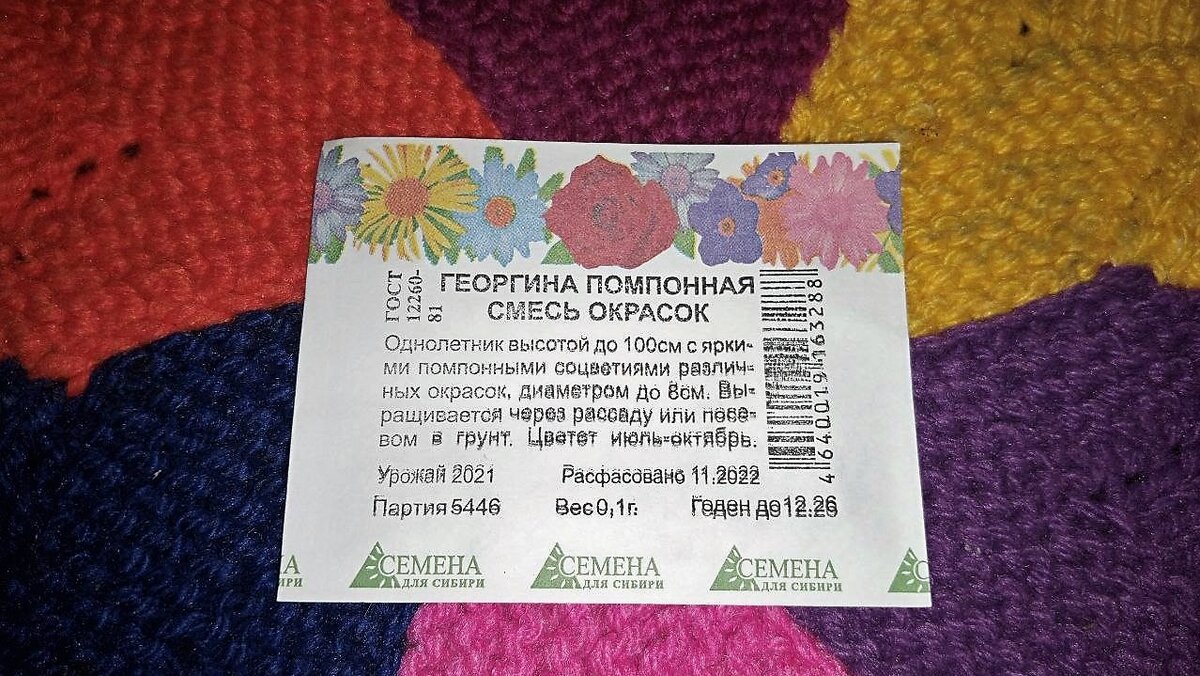 ГОСТ
12260-
81
ГЕОРГИНА ПОМПОННАЯ
СМЕСЬ ОКРАСОК
Однолетник высотой до 100см с ярки-
ми помпонными соцветиями различ-
ных окрасок, диаметром до 8см. Вы-
ращивается через рассаду или посе-
вом в грунт. Цветет июль-октябрь.
4640019163288
Урожай 2021 Расфасовано 11.2022
Партия 5446 Вес 0,1г. Годен до 12.26
ИРИ
СЕМЕНА
ДЛЯ СИБИРИ
СЕМЕНА
ДЛЯ СИБИРИ
СЕМЕНА
ДЛЯ СИБИРИ
С